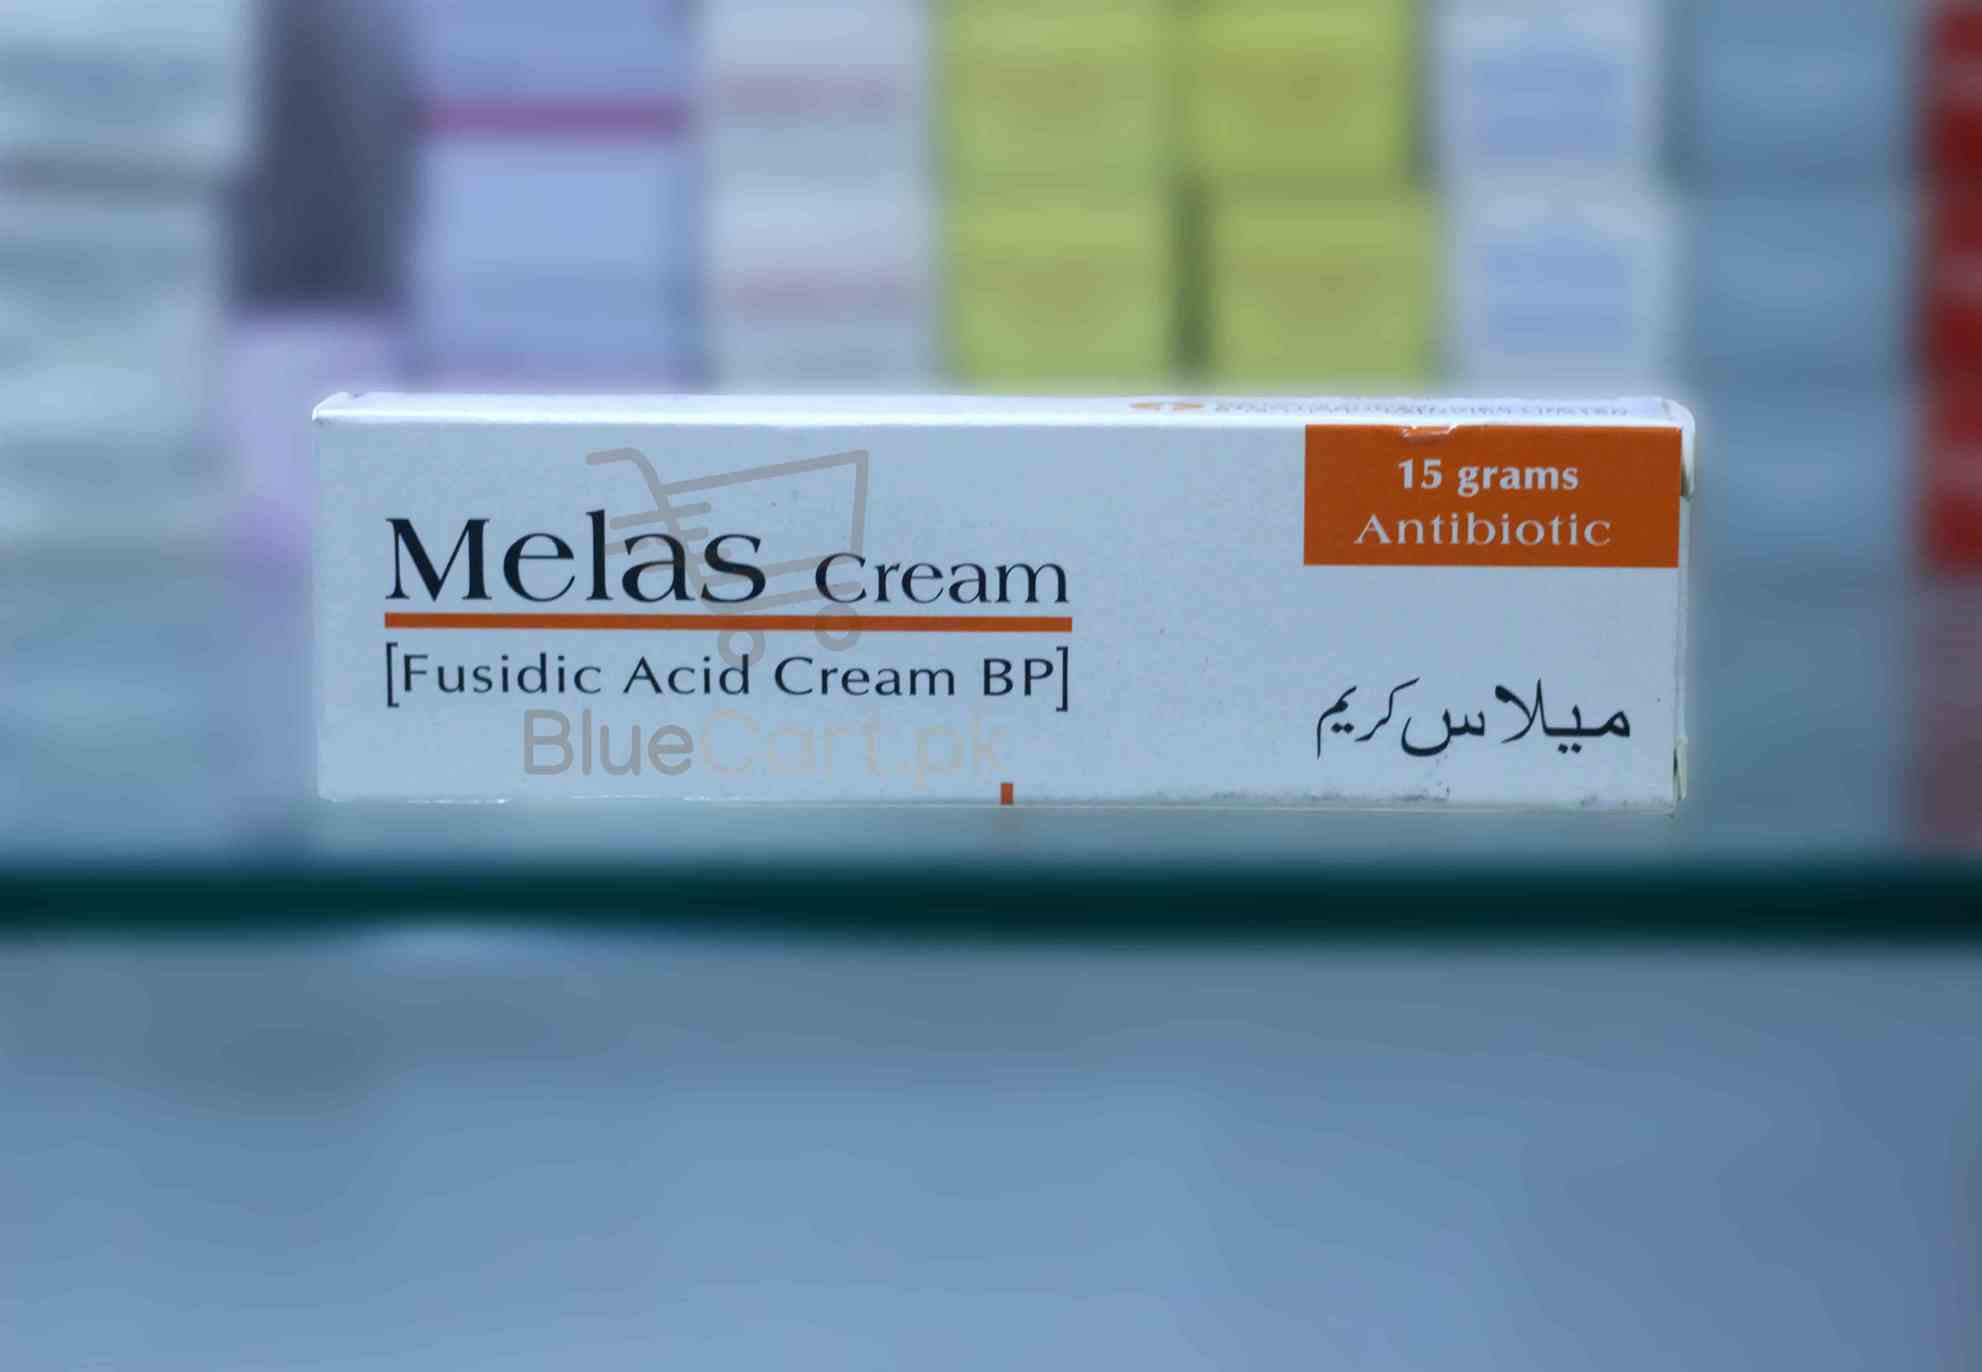 15 grams
Antibiotic
Melas Cream
[Fusidic Acid Cream BP]
میلاس کریم
BlueCart.pk